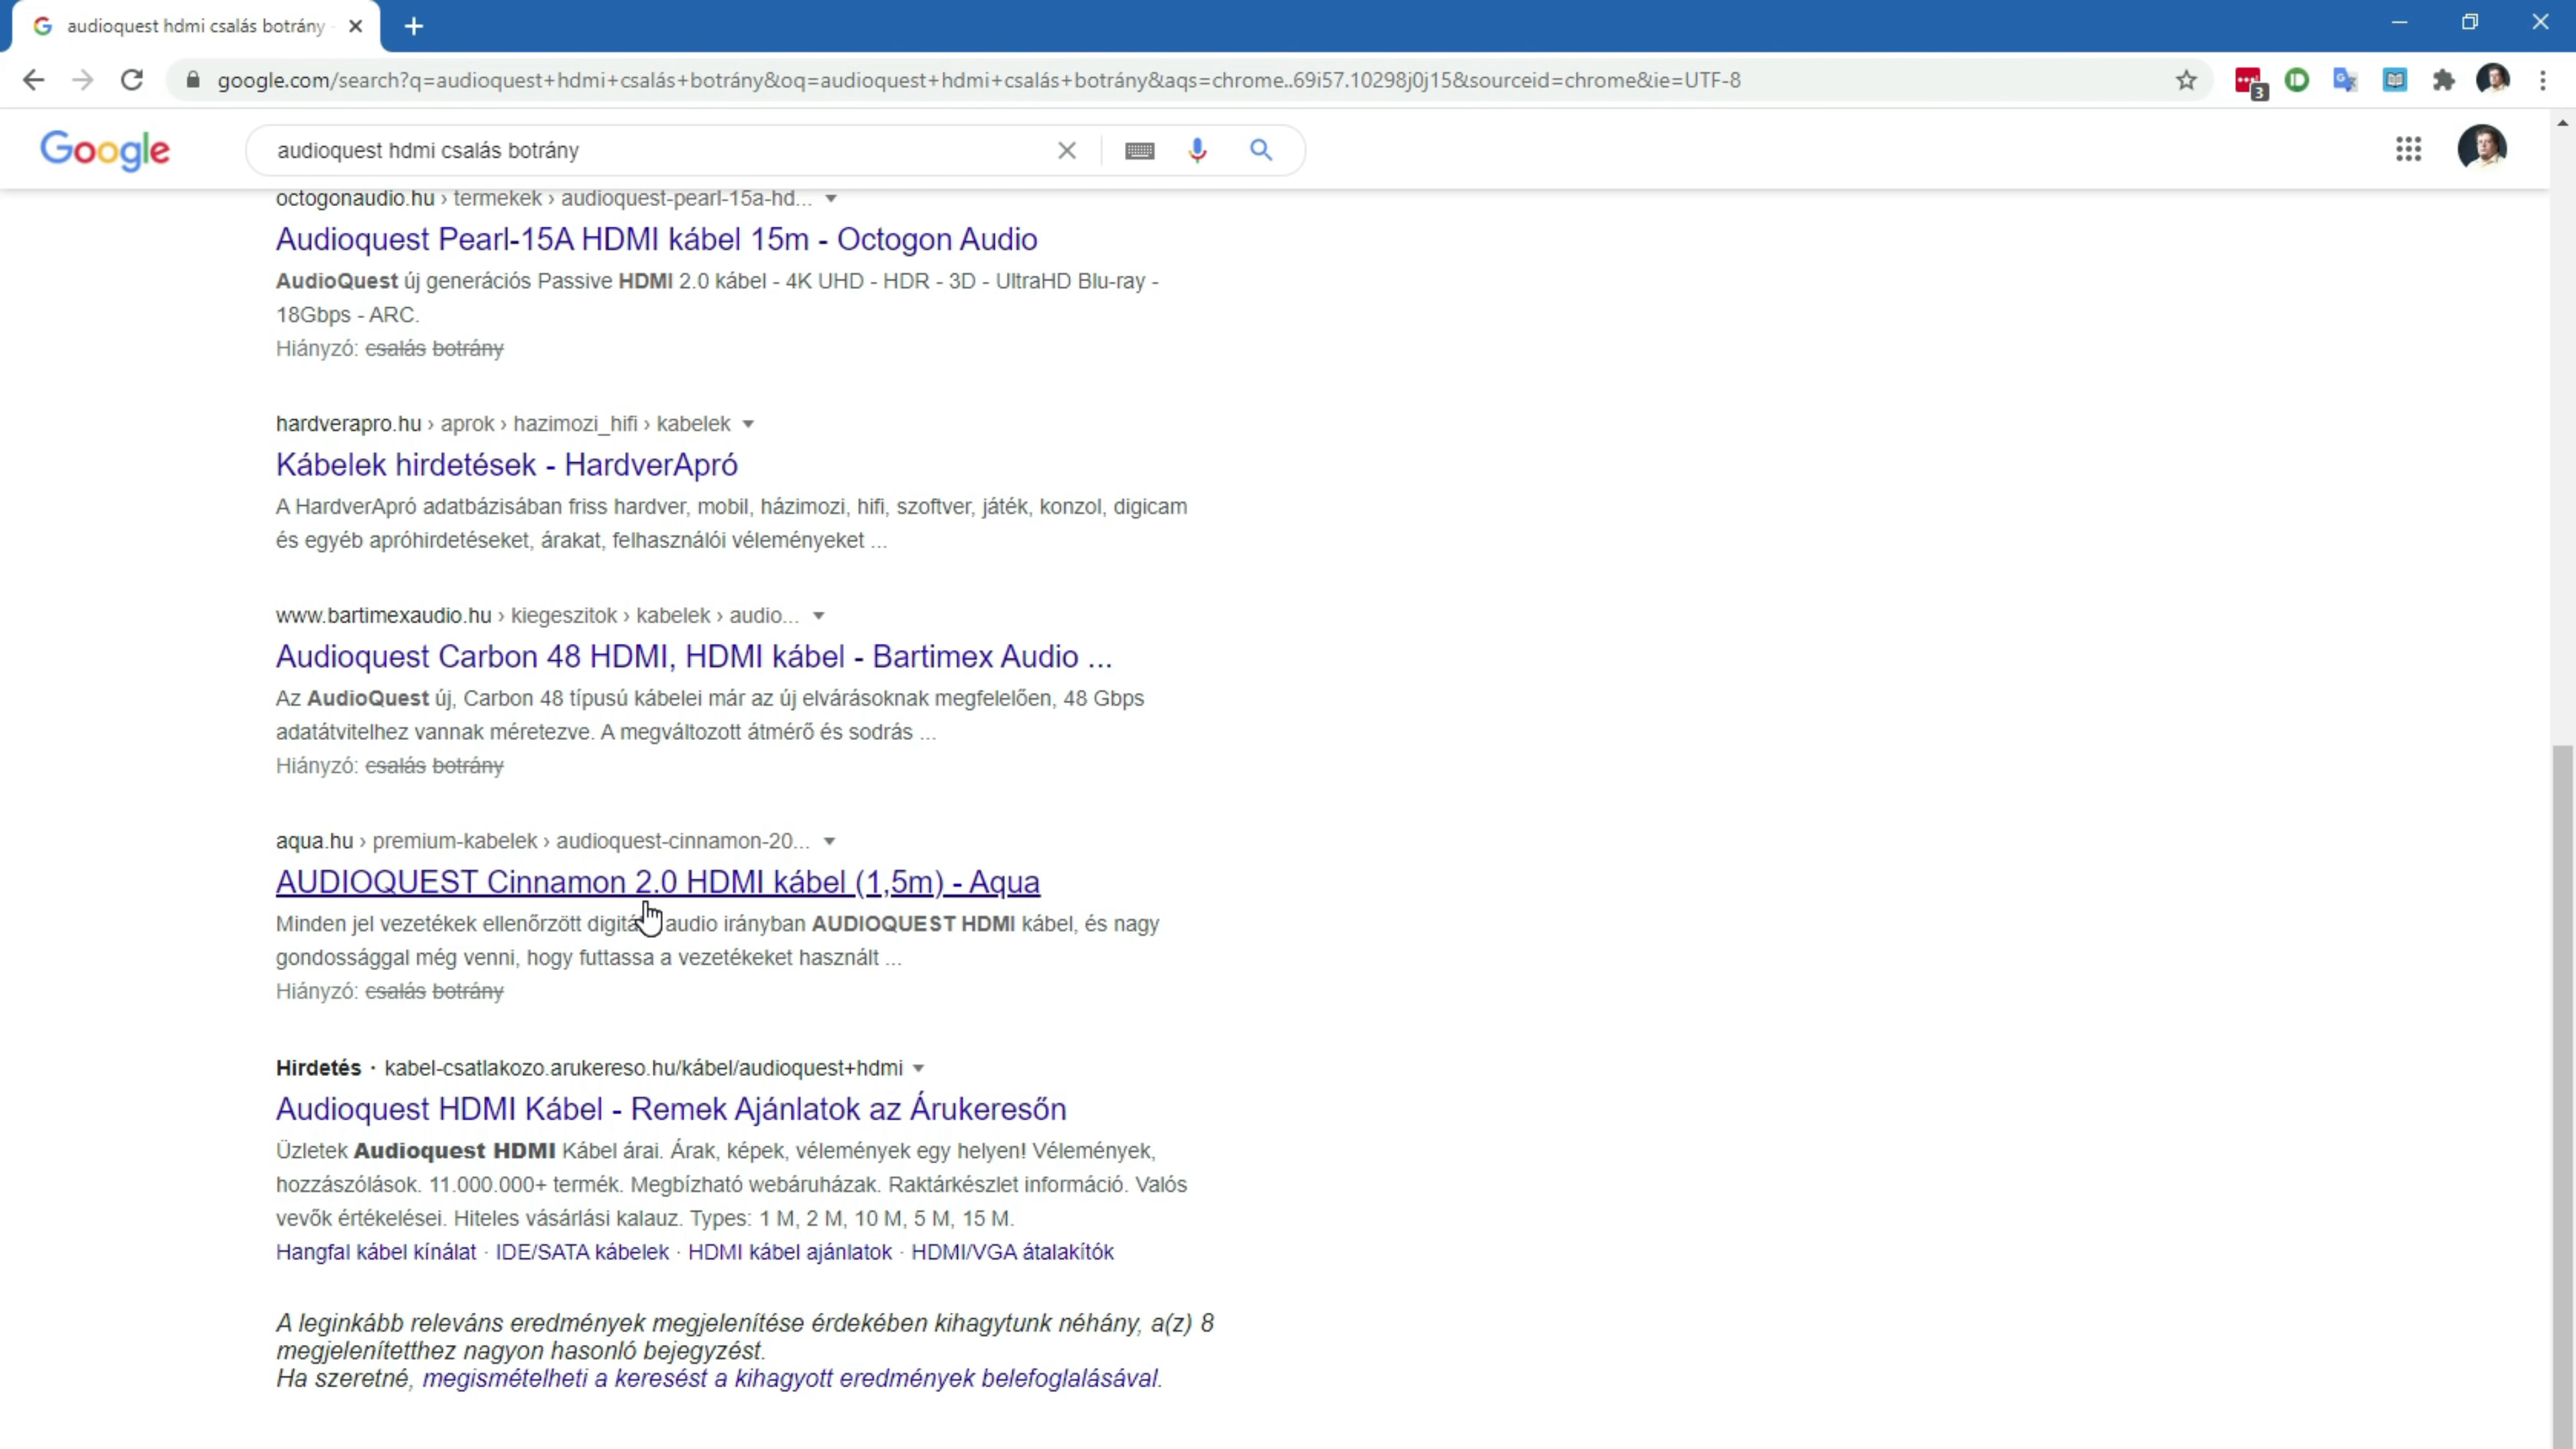 audioquest hdmi csalás botrány
google.com/search?q=audioquest+hdmi+csalás+botrány&oq=audioquest+hdmi+csalás+botrány&aqs=chrome..69i57.10298j0j15&sourceid=chrome&ie=UTF-8
3
Google
audioquest hdmi csalás botrány
octogonaudio.hu › termekek › audioquest-pearl-15a-hd...
Audioquest Pearl-15A HDMI kábel 15m - Octogon Audio
AudioQuest új generációs Passive HDMI 2.0 kábel - 4K UHD - HDR - 3D - UltraHD Blu-ray -
18Gbps - ARC.
Hiányzó: csalás botrány
hardverapro.hu › aprok › hazimozi_hifi › kabelek
Kábelek hirdetések - HardverApró
A HardverApró adatbázisában friss hardver, mobil, házimozi, hifi, szoftver, játék, konzol, digicam
és egyéb apróhirdetéseket, árakat, felhasználói véleményeket ...
www.bartimexaudio.hu › kiegeszitok › kabelek › audio...
Audioquest Carbon 48 HDMI, HDMI kábel - Bartimex Audio ...
Az AudioQuest új, Carbon 48 típusú kábelei már az új elvárásoknak megfelelően, 48 Gbps
adatátvitelhez vannak méretezve. A megváltozott átmérő és sodrás ...
Hiányzó: csalás botrány
aqua.hu › premium-kabelek › audioquest-cinnamon-20...
AUDIOQUEST Cinnamon 2.0 HDMI kábel (1,5m) - Aqua
Minden jel vezetékek ellenőrzött audio irányban AUDIOQUEST HDMI kábel, és nagy
gondossággal még venni, hogy futtassa a vezetékeket használt ...
Hiányzó: csalás botrány
Hirdetés · kabel-csatlakozo.arukereso.hu/kábel/audioquest+hdmi
Audioquest HDMI Kábel - Remek Ajánlatok az Árukeresőn
Üzletek Audioquest HDMI Kábel árai. Árak, képek, vélemények egy helyen! Vélemények,
hozzászólások. 11.000.000+ termék. Megbízható webáruházak. Raktárkészlet információ. Valós
vevők értékelései. Hiteles vásárlási kalauz. Types: 1 M, 2 M, 10 M, 5 M, 15 M.
Hangfal kábel kínálat · IDE/SATA kábelek · HDMI kábel ajánlatok · HDMI/VGA átalakítók
A leginkább releváns eredmények megjelenítése érdekében kihagytunk néhány, a(z) 8
megjelenítetthez nagyon hasonló bejegyzést.
Ha szeretné, megismételheti a keresést a kihagyott eredmények belefoglalásával.